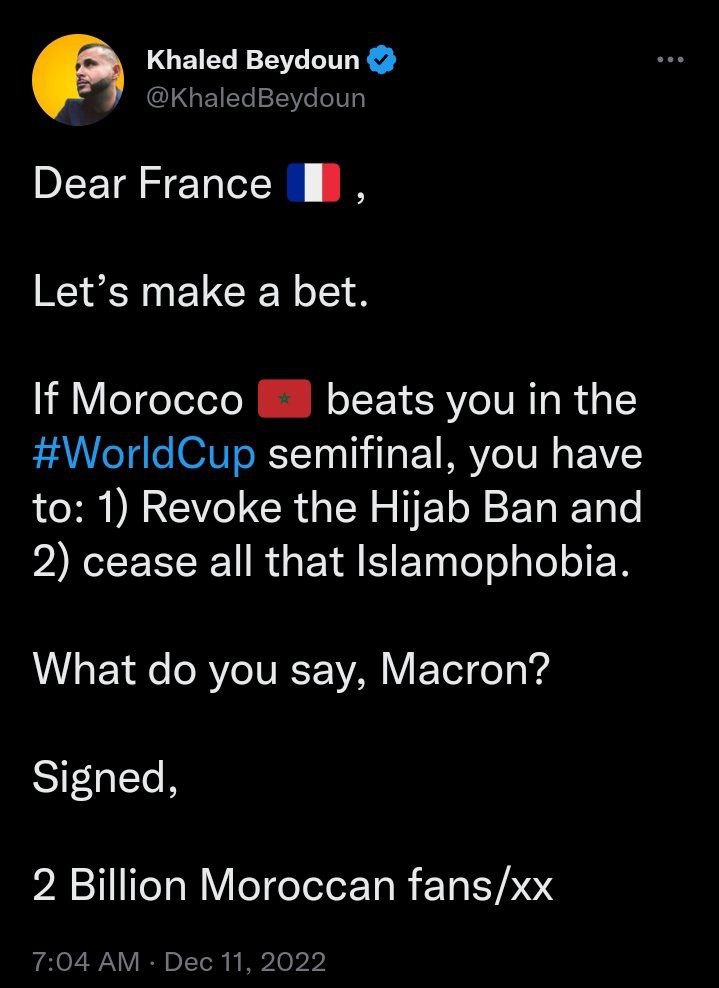 Khaled Beydoun
@KhaledBeydoun
Dear France 🇫🇷 ,
Let’s make a bet.
If Morocco 🇲🇦 beats you in the
#WorldCup semifinal, you have
to: 1) Revoke the Hijab Ban and
2) cease all that Islamophobia.
What do you say, Macron?
Signed,
2 Billion Moroccan fans/xx
7:04 AM · Dec 11, 2022